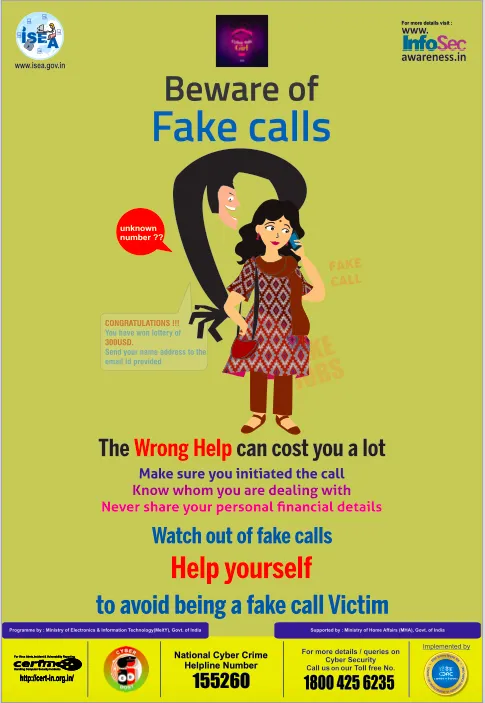 ISEA
www.isea.gov.in
For more details visit :
www.
InfoSec
awareness.in
Beware of
Fake calls
unknown
number ??
FAKE
CALL
CONGRATULATIONS !!!
You have won lottery of
300USD.
Send your name address to the
email id provided
JOBS
The Wrong Help can cost you a lot
Make sure you initiated the call
Know whom you are dealing with
Never share your personal financial details
Watch out of fake calls
Help yourself
to avoid being a fake call Victim
Programme by : Ministry of Electronics & Information Technology(MeitY), Govt. of India
Supported by : Ministry of Home Affairs (MHA), Govt. of India
http://cert-in.org.in/
CYBER
DOST
National Cyber Crime
Helpline Number
155260
For more details / queries on
Cyber Security
Call us on our Toll free No.
1800 425 6235
Implemented by